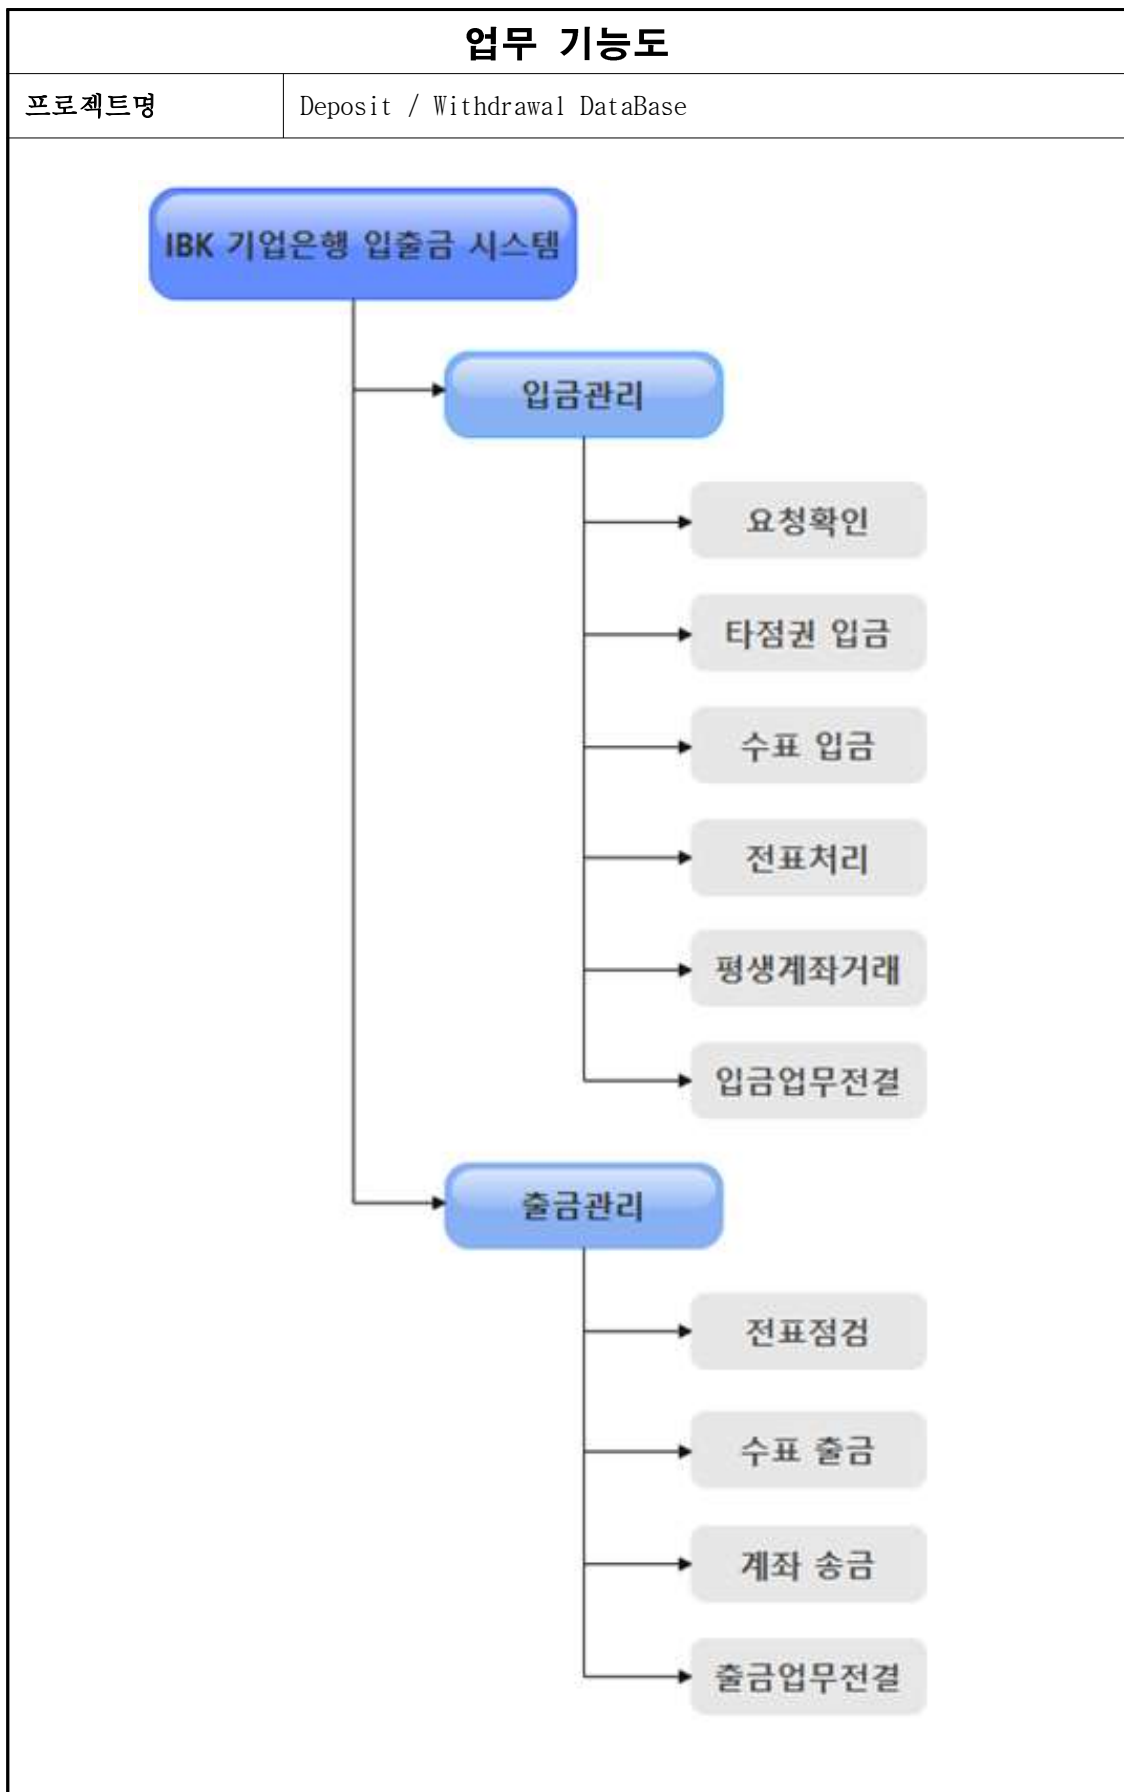 업무 기능도
프로젝트명
Deposit / Withdrawal DataBase
IBK 기업은행 입출금 시스템
입금관리
요청확인
타점권 입금
수표 입금
전표처리
평생계좌거래
입금업무전결
출금관리
전표점검
수표 출금
계좌 송금
출금업무전결